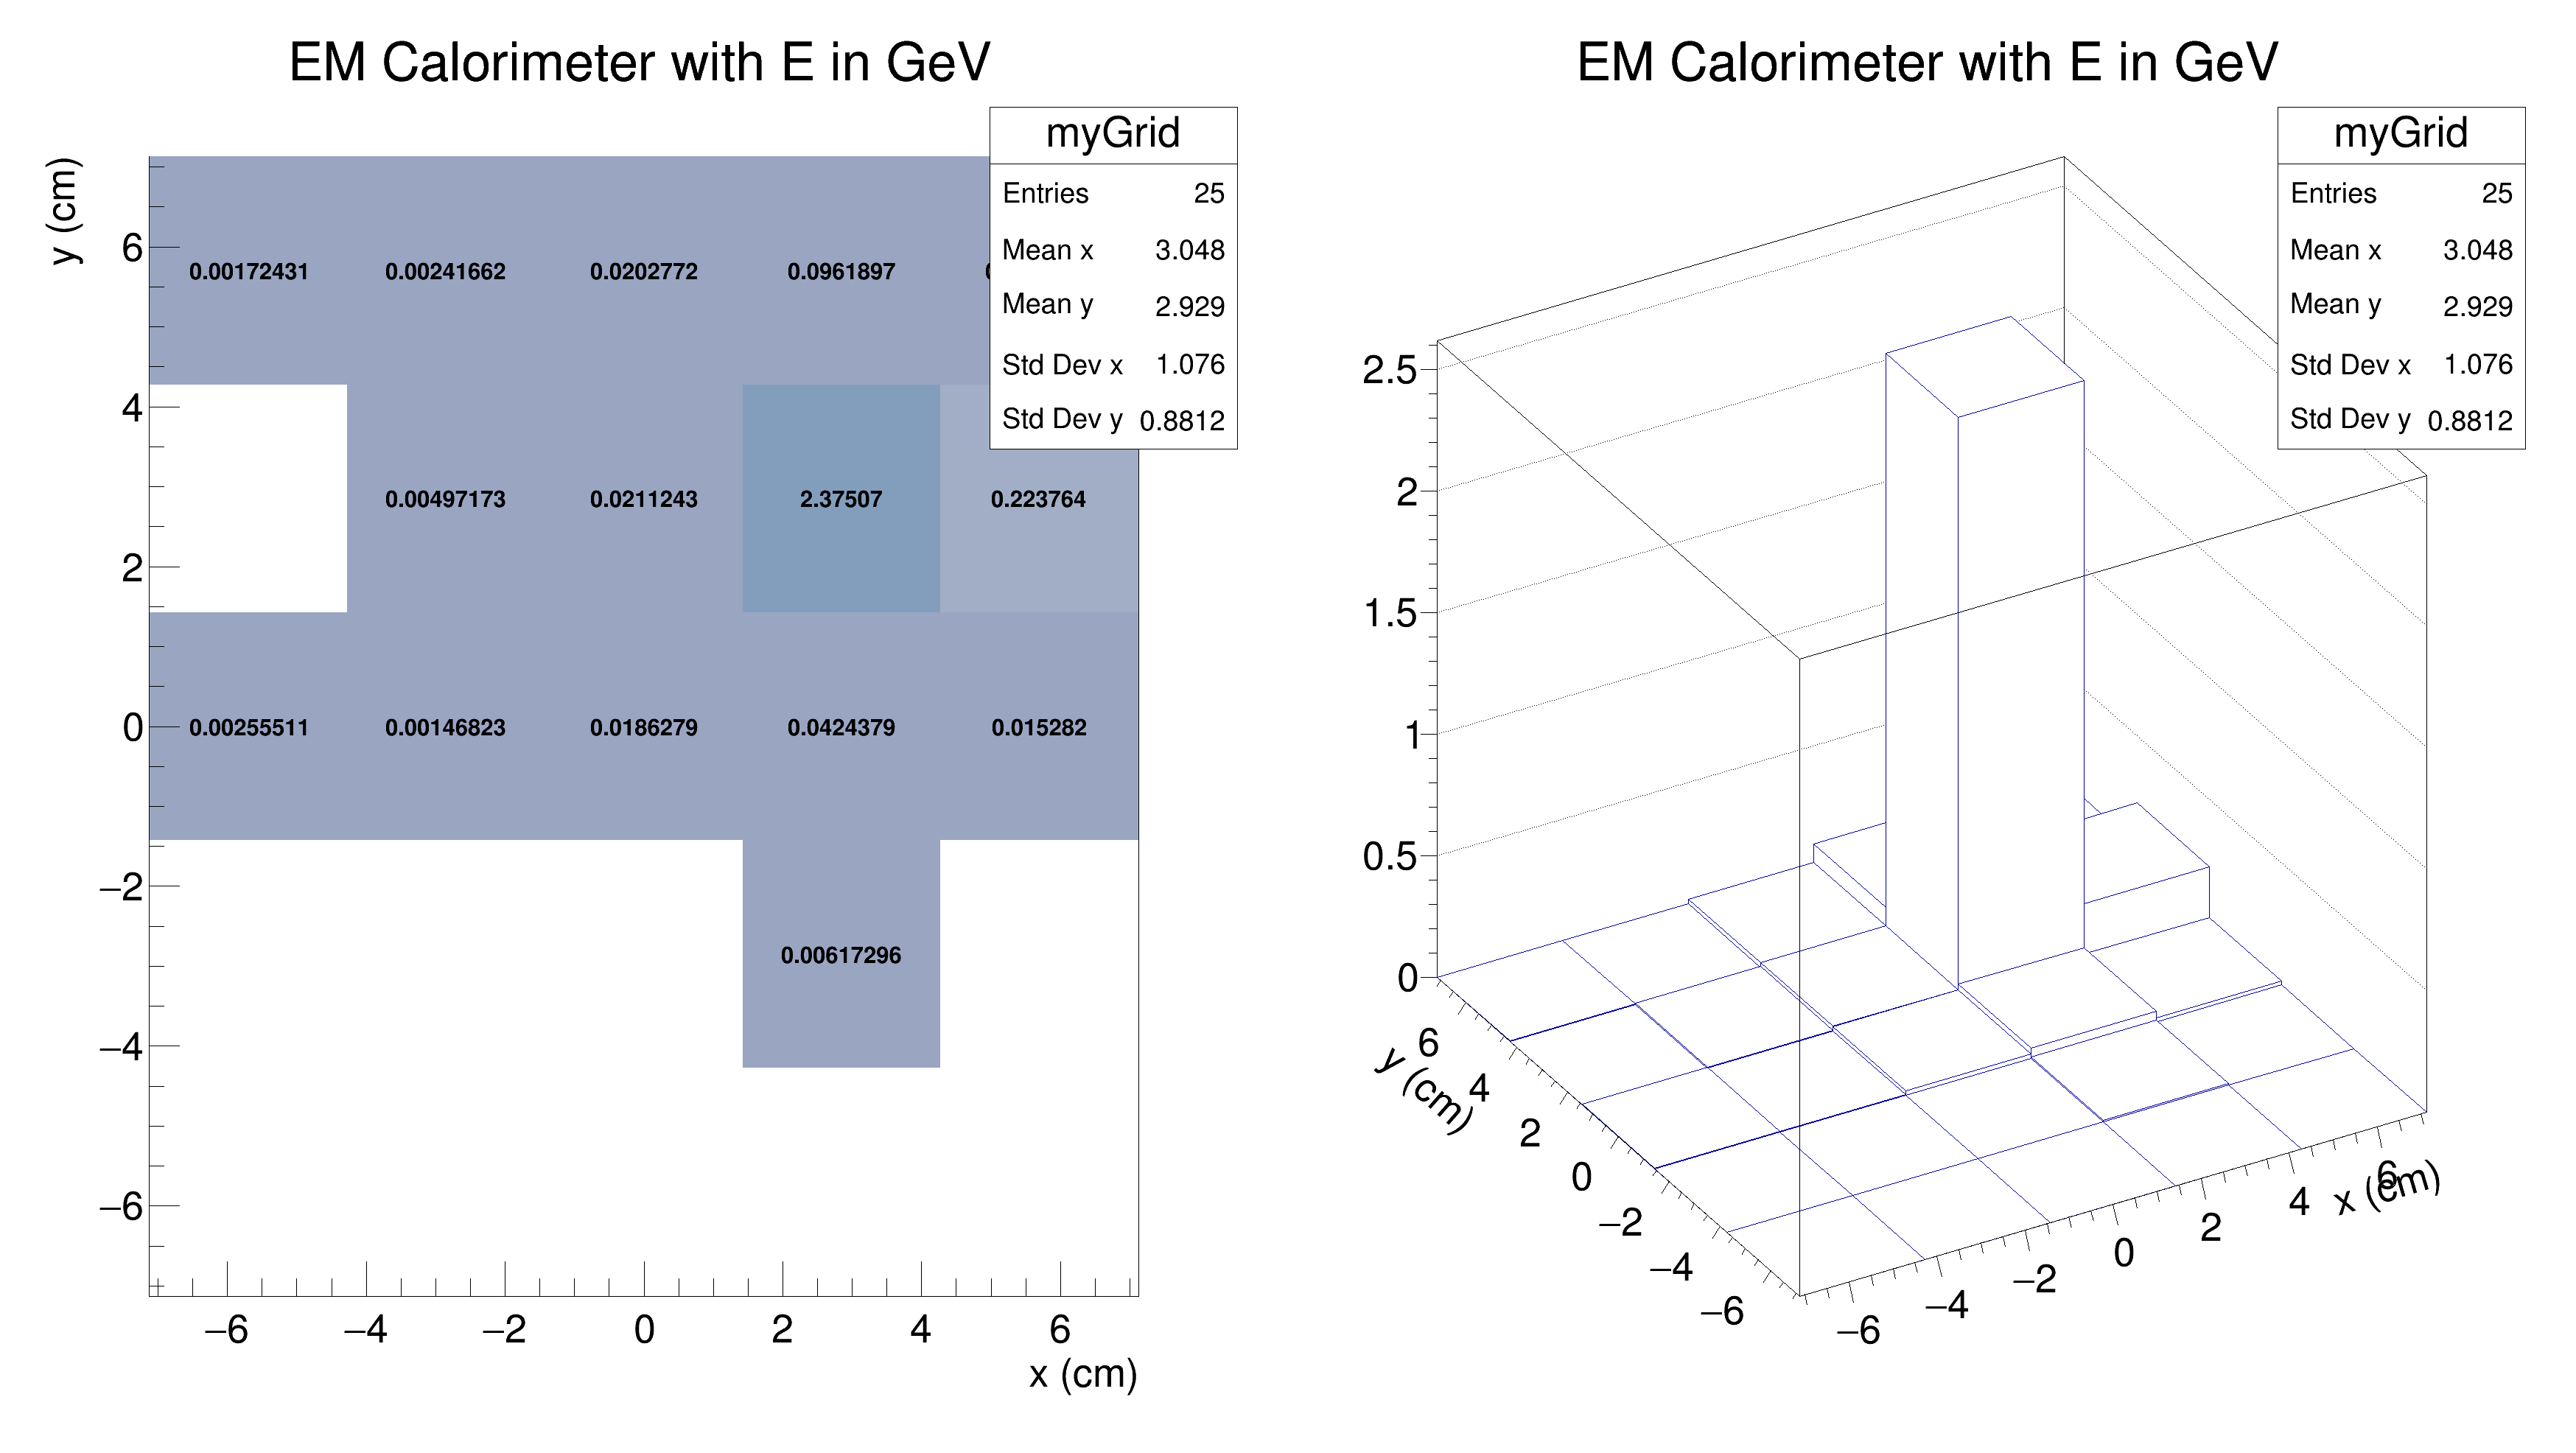 EM Calorimeter with E in GeV
myGrid
Entries 25
Mean x 3.048
Mean y 2.929
Std Dev x 1.076
Std Dev y 0.8812
y (cm)
6
4
2
0
−2
−4
−6
0.00172431 0.00241662 0.0202772 0.0961897
0.00497173 0.0211243 2.37507 0.223764
0.00255511 0.00146823 0.0186279 0.0424379 0.015282
0.00617296
−6 −4 −2 0 2 4 6
x (cm)
EM Calorimeter with E in GeV
myGrid
Entries 25
Mean x 3.048
Mean y 2.929
Std Dev x 1.076
Std Dev y 0.8812
2.5
2
1.5
1
0.5
0
y (cm)
6
4
2
0
−2
−4
−6
−6 −4 −2 0 2 4 6
x (cm)